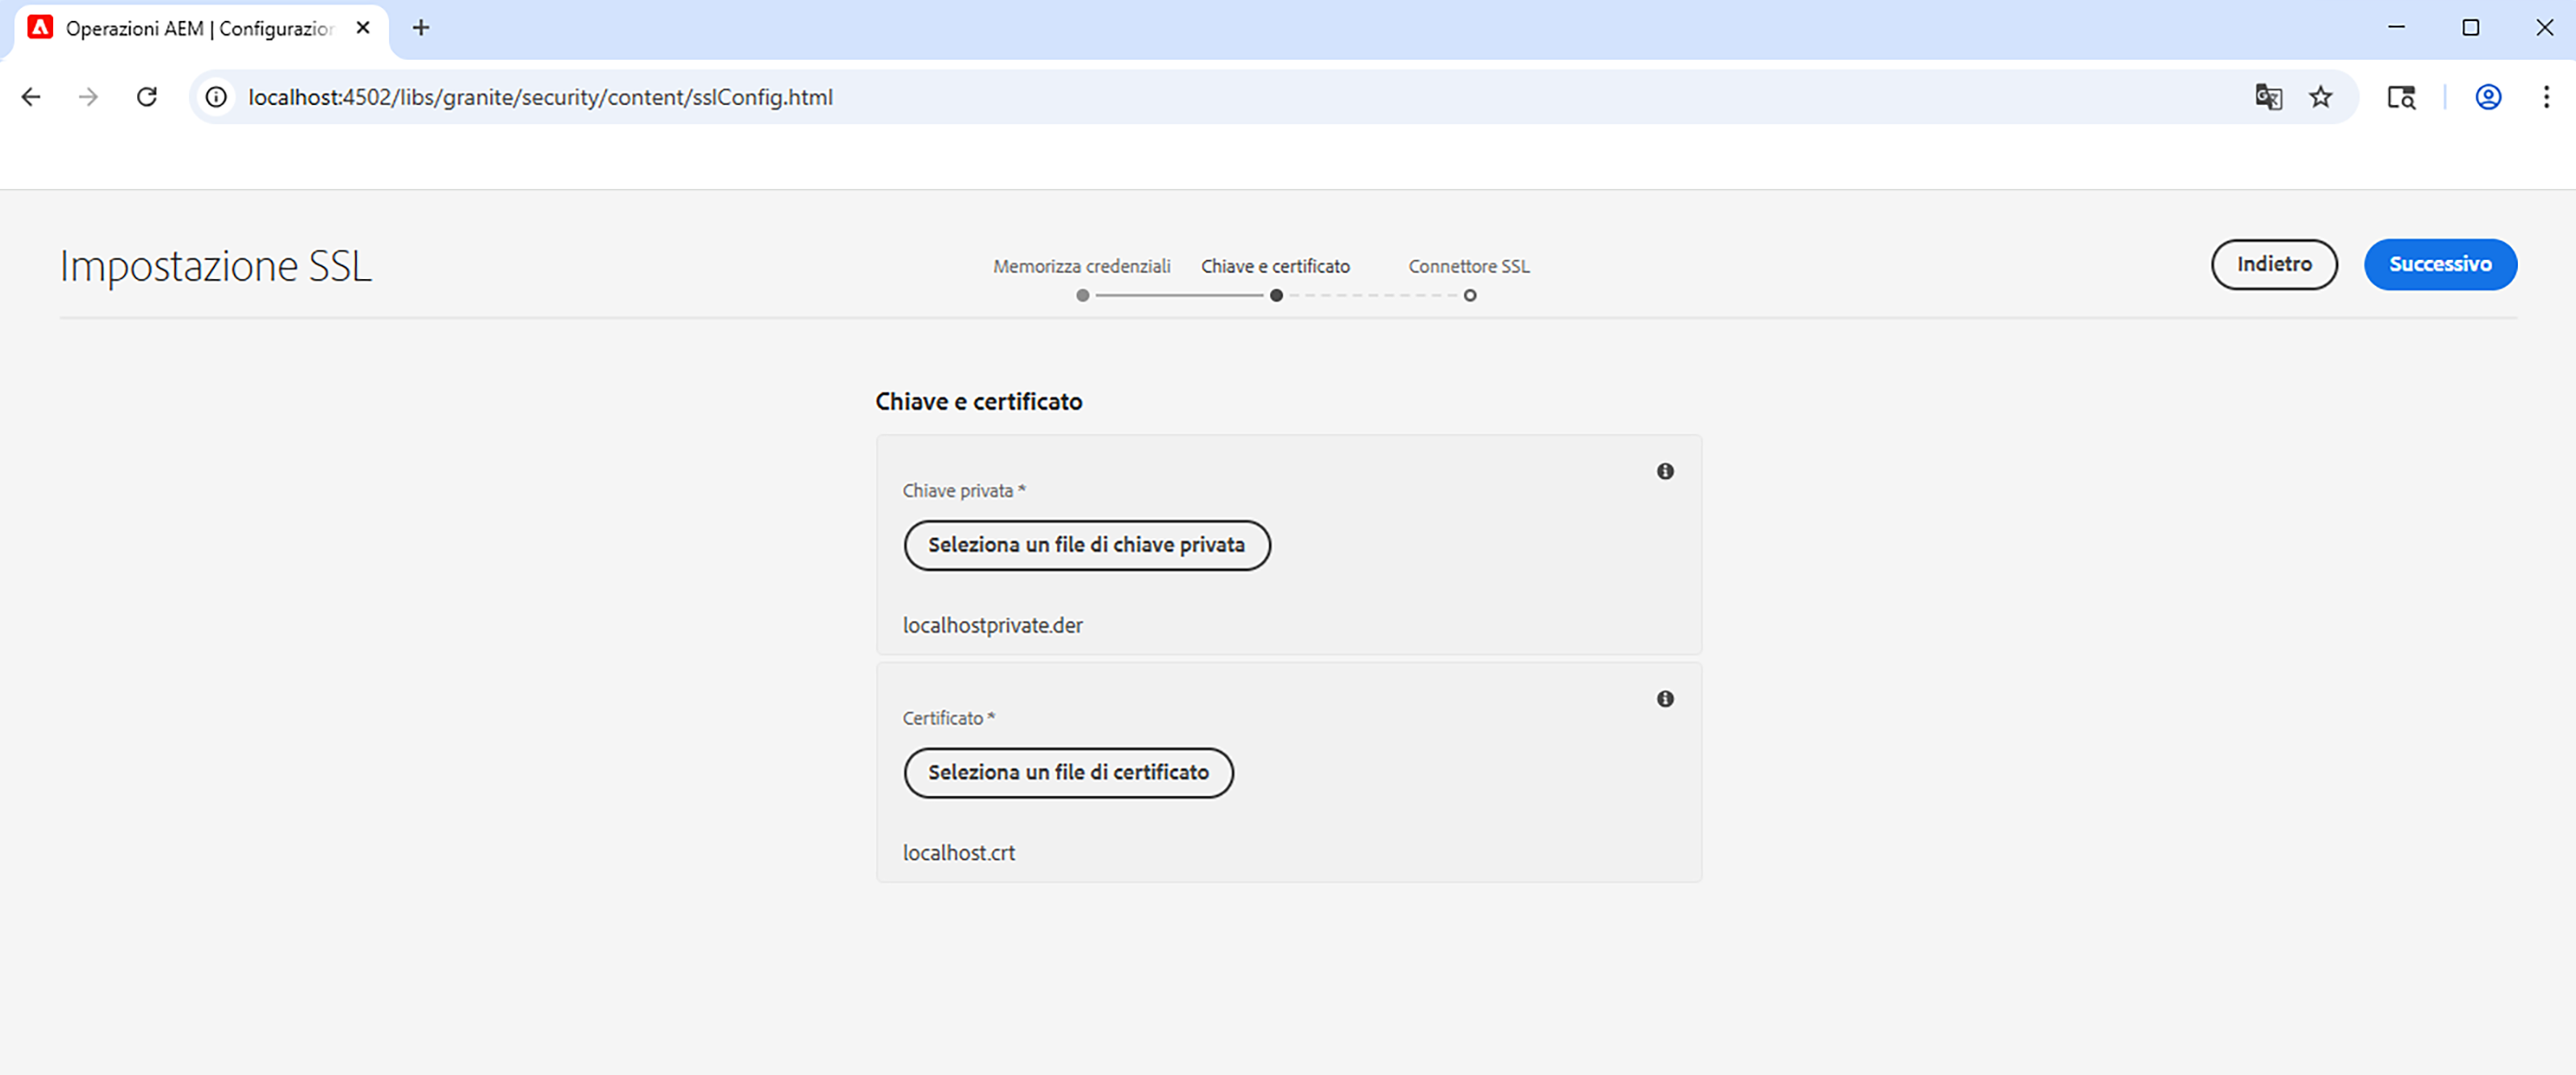 Operazioni AEM | Configurazion
localhost:4502/libs/granite/security/content/sslConfig.html
Impostazione SSL
Memorizza credenziali
Chiave e certificato
Connettore SSL
Indietro
Successivo
Chiave e certificato
Chiave privata *
Seleziona un file di chiave privata
localhostprivate.der
Certificato *
Seleziona un file di certificato
localhost.crt